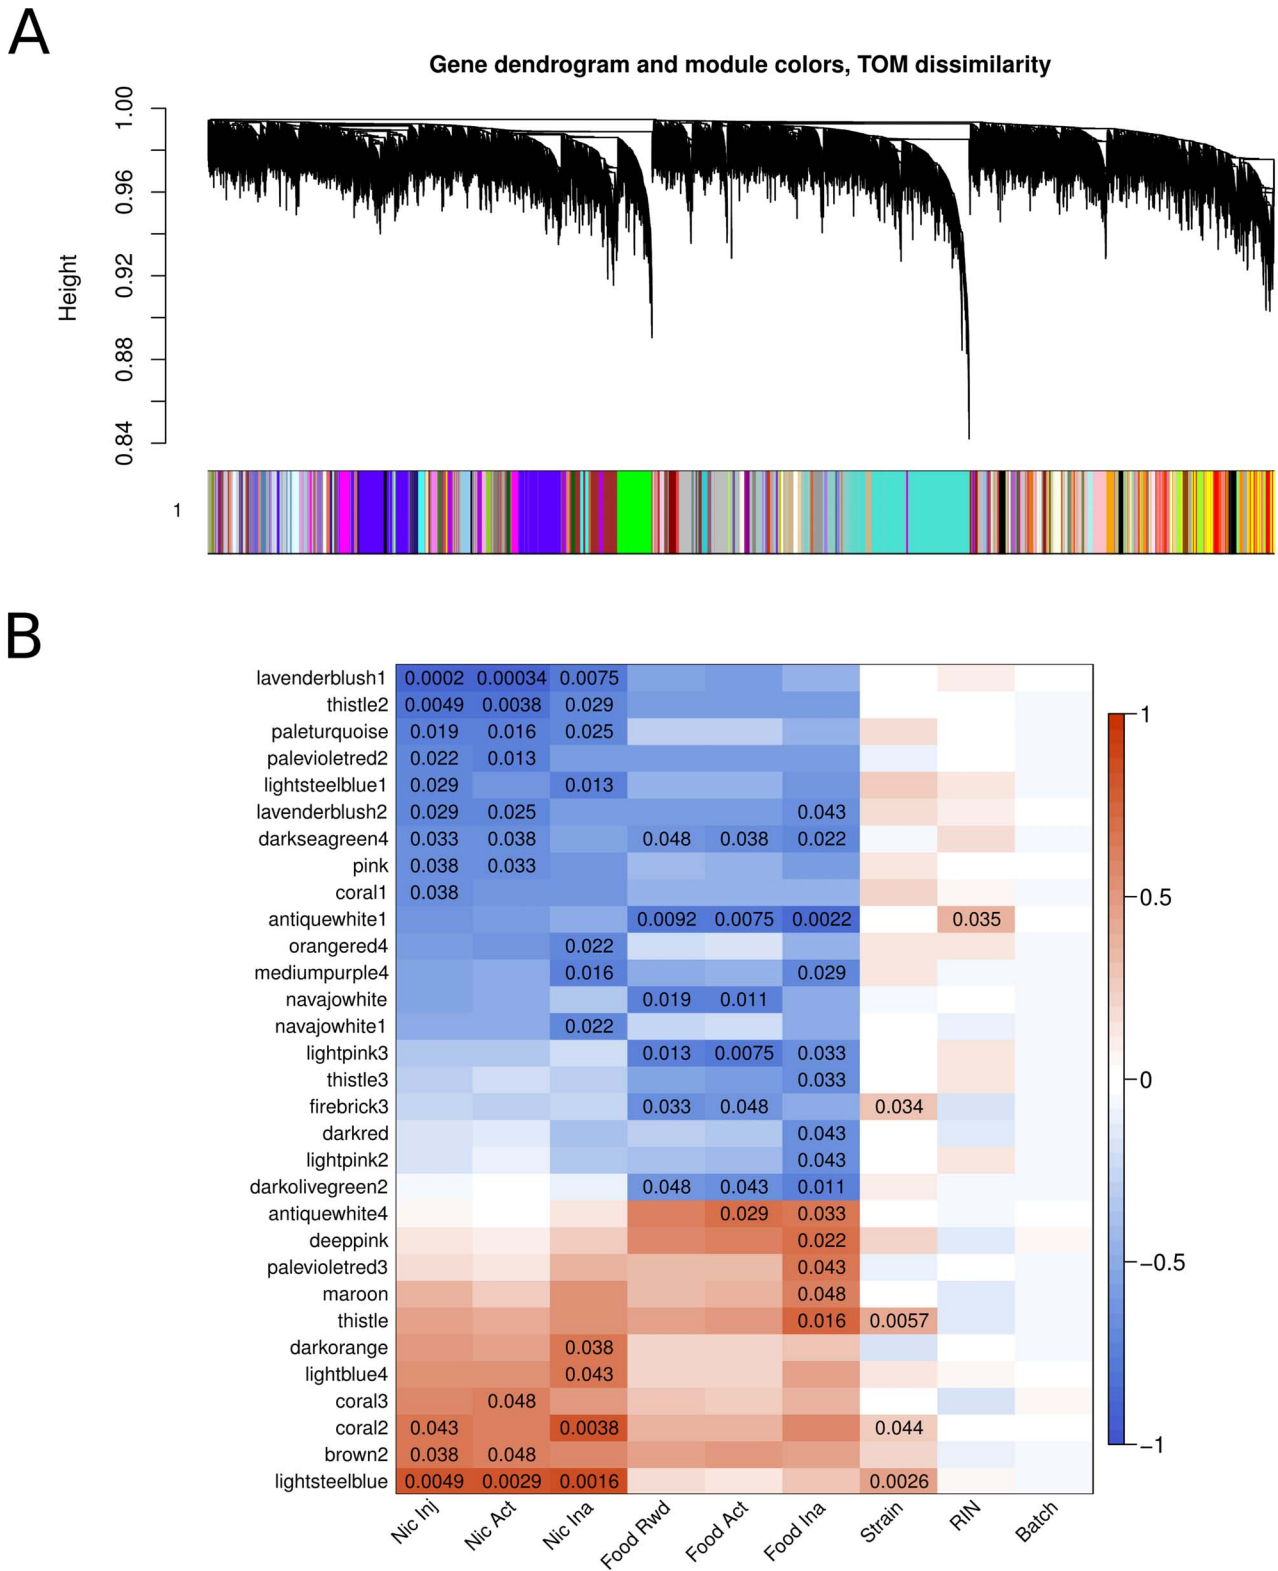 A
Gene dendrogram and module colors, TOM dissimilarity
Height
1.00
0.96
0.92
0.88
0.84
1
B
lavenderblush1 0.0002 0.00034 0.0075
thistle2 0.0049 0.0038 0.029
paleturquoise 0.019 0.016 0.025
palevioletred2 0.022 0.013
lightsteelblue1 0.029 0.013
lavenderblush2 0.029 0.025 0.043
darkseagreen4 0.033 0.038 0.048 0.038 0.022
pink 0.038 0.033
coral1 0.038
antiquewhite1 0.0092 0.0075 0.0022 0.035
orangered4 0.022
mediumpurple4 0.016 0.029
navajowhite 0.019 0.011
navajowhite1 0.022
lightpink3 0.013 0.0075 0.033
thistle3 0.033
firebrick3 0.033 0.048 0.034
darkred 0.043
lightpink2 0.043
darkolivegreen2 0.048 0.043 0.011
antiquewhite4 0.029 0.033
deeppink 0.022
palevioletred3 0.043
maroon 0.048
thistle 0.016 0.0057
darkorange 0.038
lightblue4 0.043
coral3 0.048
coral2 0.043 0.0038 0.044
brown2 0.038 0.048
lightsteelblue 0.0049 0.0029 0.0016 0.0026
Nic Inj Nic Act Nic Ina Food Rwd Food Act Food Ina Strain RIN Batch
1
0.5
0
−0.5
−1